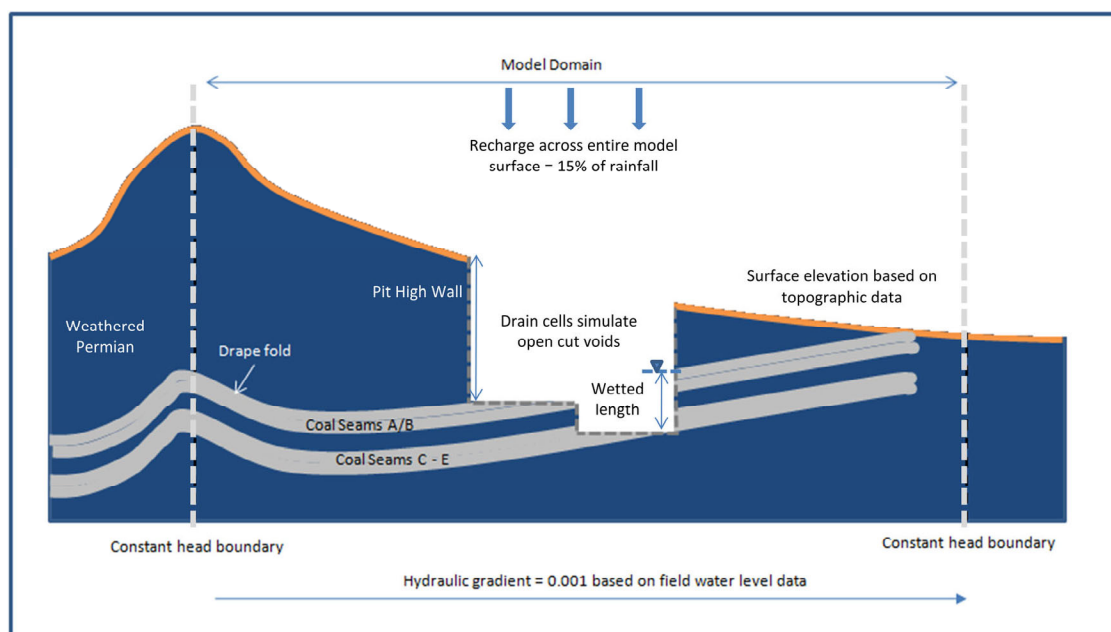 Model Domain
Recharge across entire model
surface – 15% of rainfall
Pit High Wall
Surface elevation based on
topographic data
Weathered
Permian
Drain cells simulate
open cut voids
Drape fold
Wetted
length
Coal Seams A/B
Coal Seams C - E
Constant head boundary
Constant head boundary
Hydraulic gradient = 0.001 based on field water level data